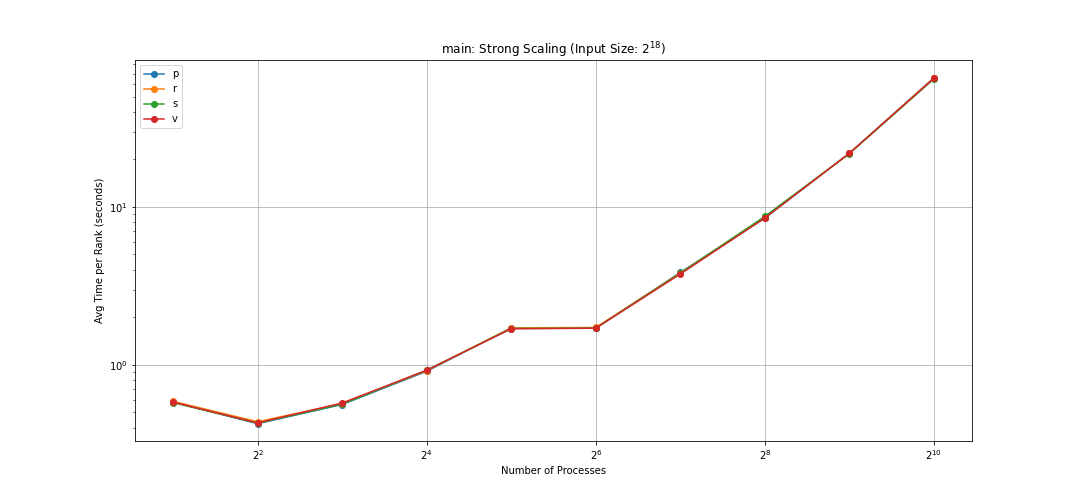 main: Strong Scaling (Input Size: 2^18)
p
r
s
v
Avg Time per Rank (seconds)
10^1
10^0
2^2
2^4
2^6
2^8
2^10
Number of Processes